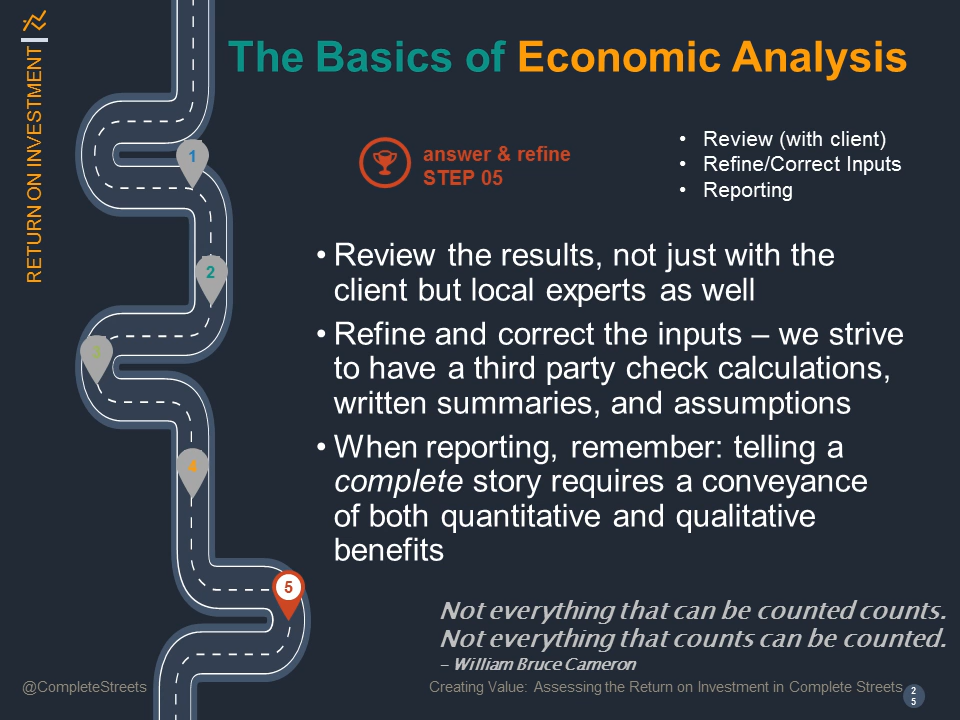 RETURN ON INVESTMENT
The Basics of Economic Analysis
answer & refine
STEP 05
• Review (with client)
• Refine/Correct Inputs
• Reporting
1
2
3
4
5
• Review the results, not just with the
client but local experts as well
• Refine and correct the inputs – we strive
to have a third party check calculations,
written summaries, and assumptions
• When reporting, remember: telling a
complete story requires a conveyance
of both quantitative and qualitative
benefits
Not everything that can be counted counts.
Not everything that counts can be counted.
– William Bruce Cameron
@CompleteStreets
Creating Value: Assessing the Return on Investment in Complete Streets
2
5